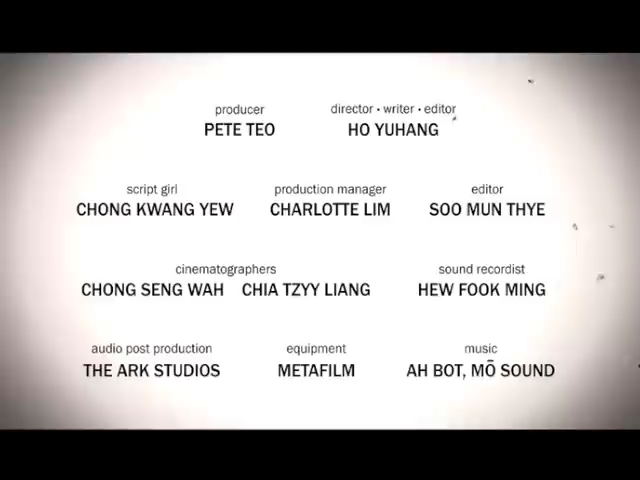 producer director • writer • editor
PETE TEO HO YUHANG
script girl production manager editor
CHONG KWANG YEW CHARLOTTE LIM SOO MUN THYE
cinematographers sound recordist
CHONG SENG WAH CHIA TZYY LIANG HEW FOOK MING
audio post production equipment music
THE ARK STUDIOS METAFILM AH BOT, MŌ SOUND